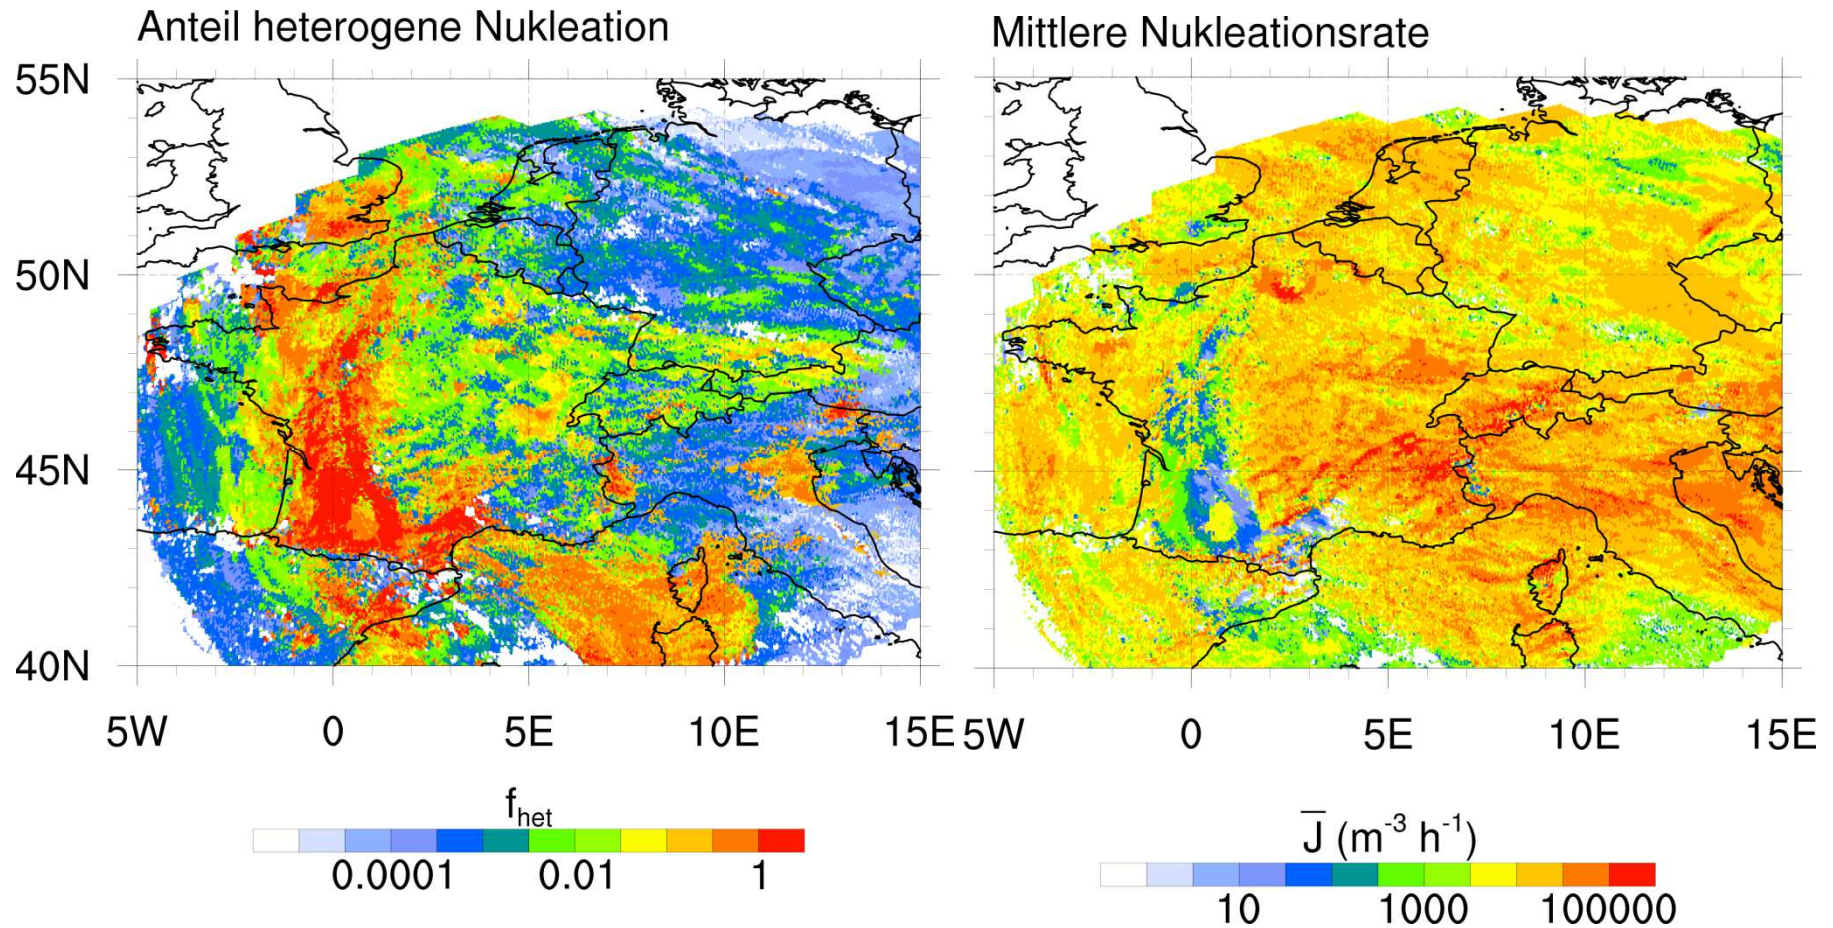 Anteil heterogene Nukleation
55N
50N
45N
40N
5W 0 5E 10E 15E
f_het
0.0001 0.01 1
Mittlere Nukleationsrate
5W 0 5E 10E 15E
J̅ (m⁻³ h⁻¹)
10 1000 100000